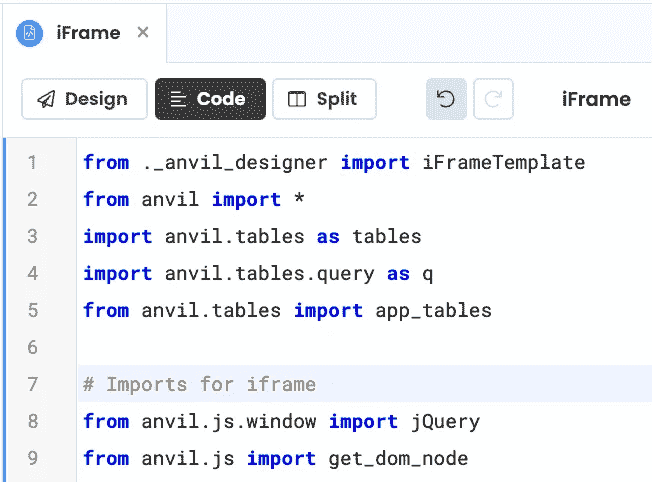 iFrame ×
Design Code Split iFrame
1 from ._anvil_designer import iFrameTemplate
2 from anvil import *
3 import anvil.tables as tables
4 import anvil.tables.query as q
5 from anvil.tables import app_tables
6
7 # Imports for iframe
8 from anvil.js.window import jQuery
9 from anvil.js import get_dom_node